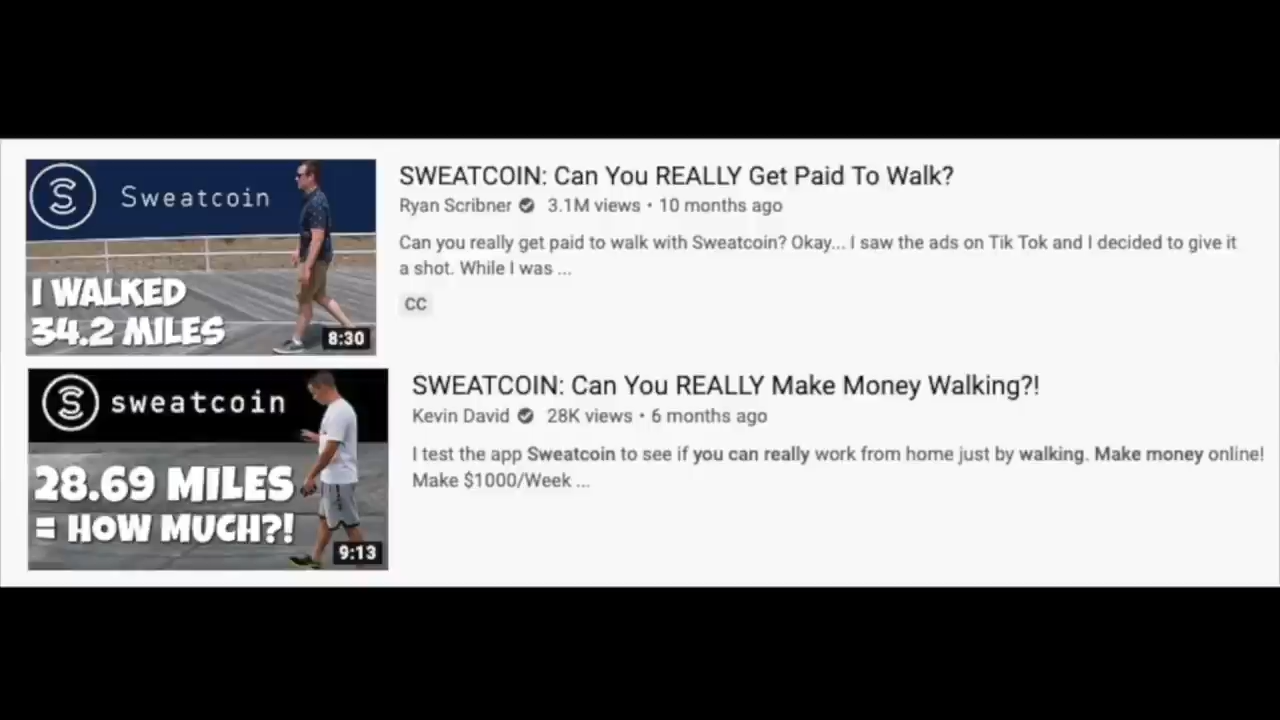 Sweatcoin
I WALKED
34.2 MILES
8:30
SWEATCOIN: Can You REALLY Get Paid To Walk?
Ryan Scribner 3.1M views • 10 months ago
Can you really get paid to walk with Sweatcoin? Okay... I saw the ads on Tik Tok and I decided to give it
a shot. While I was ...
CC
sweatcoin
28.69 MILES
= HOW MUCH?!
9:13
SWEATCOIN: Can You REALLY Make Money Walking?!
Kevin David 28K views • 6 months ago
I test the app Sweatcoin to see if you can really work from home just by walking. Make money online!
Make $1000/Week ...